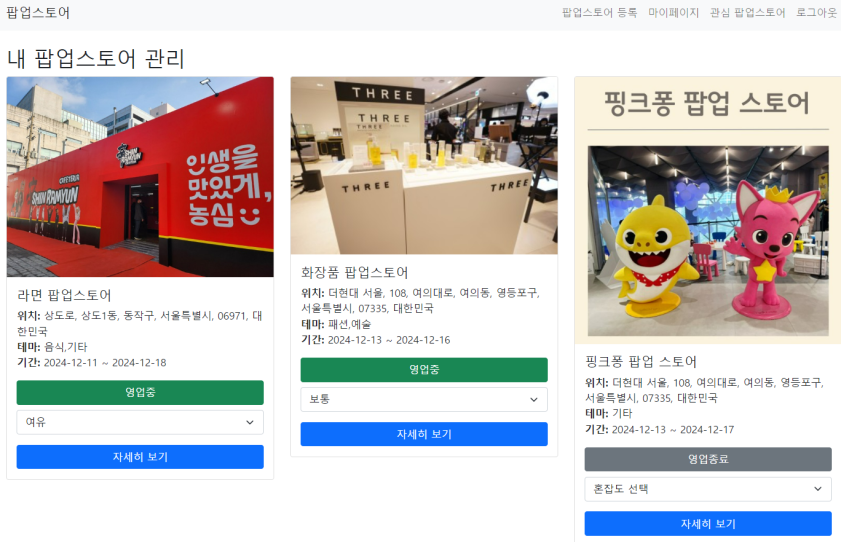 팝업스토어
팝업스토어 등록 마이페이지 관심 팝업스토어 로그아웃
내 팝업스토어 관리
CAFETERIA
SHIN RAMYUN
SHIN
RAMYUN
인생을
맛있게,
농심
라면 팝업스토어
위치: 상도로, 상도1동, 동작구, 서울특별시, 06971, 대
한민국
테마: 음식,기타
기간: 2024-12-11 ~ 2024-12-18
영업중
여유
자세히 보기
THREE
THREE
THREE
THREE
THREE
화장품 팝업스토어
위치: 더현대 서울, 108, 여의대로, 여의동, 영등포구,
서울특별시, 07335, 대한민국
테마: 패션,예술
기간: 2024-12-13 ~ 2024-12-16
영업중
보통
자세히 보기
핑크퐁 팝업 스토어
핑크퐁 팝업 스토어
위치: 더현대 서울, 108, 여의대로, 여의동, 영등포구,
서울특별시, 07335, 대한민국
테마: 기타
기간: 2024-12-13 ~ 2024-12-17
영업종료
혼잡도 선택
자세히 보기